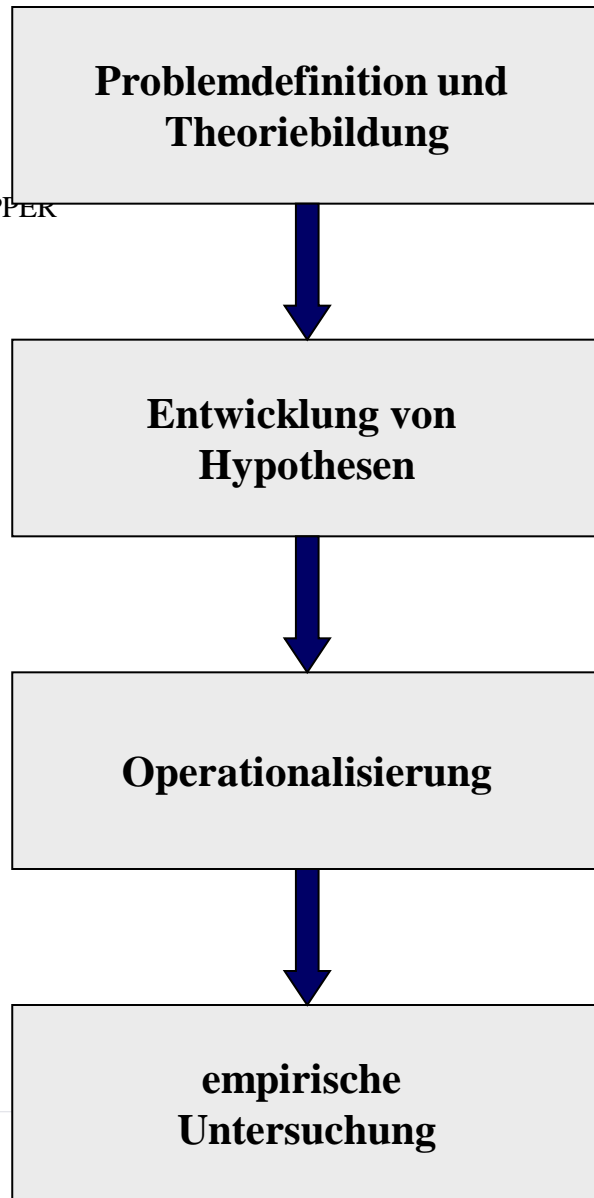 Problemdefinition und
Theoriebildung
Entwicklung von
Hypothesen
Operationalisierung
empirische
Untersuchung